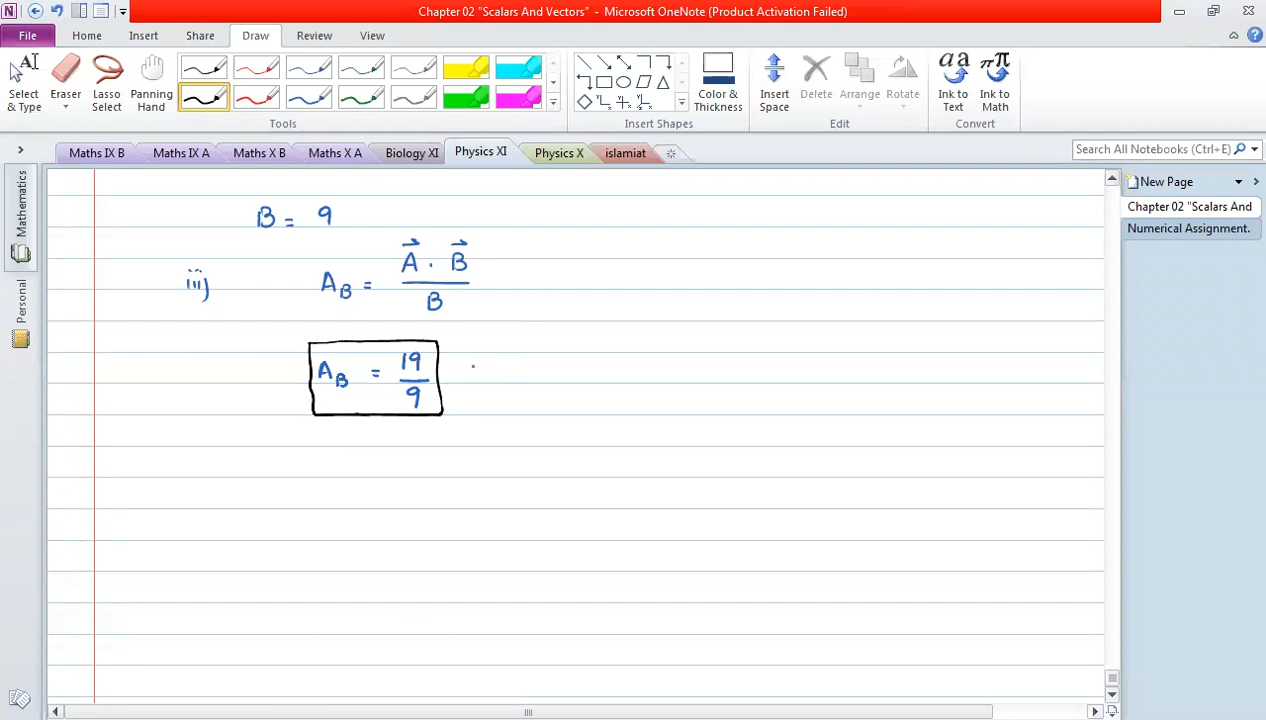 Chapter 02 "Scalars And Vectors" - Microsoft OneNote (Product Activation Failed)
File Home Insert Share Draw Review View
Select & Type
Eraser
Lasso Select
Panning Hand
Color & Thickness
Insert Space
Delete
Arrange
Rotate
Ink to Text
Ink to Math
Tools
Insert Shapes
Edit
Convert
Maths IX B Maths IX A Maths X B Maths X A Biology XI Physics XI Physics X islamiat
Search All Notebooks (Ctrl+E)
New Page
Chapter 02 "Scalars And
Numerical Assignment.
Mathematics
Personal
B = 9
iii) A_B = (A⃗ · B⃗) / B
A_B = 19/9